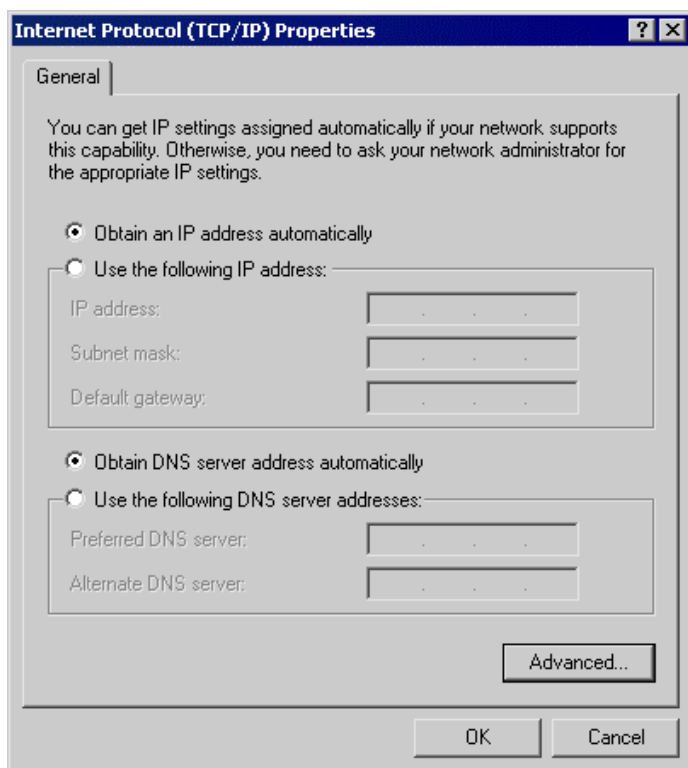 Internet Protocol (TCP/IP) Properties
General
You can get IP settings assigned automatically if your network supports
this capability. Otherwise, you need to ask your network administrator for
the appropriate IP settings.
Obtain an IP address automatically
Use the following IP address:
IP address:
Subnet mask:
Default gateway:
Obtain DNS server address automatically
Use the following DNS server addresses:
Preferred DNS server:
Alternate DNS server:
Advanced...
OK Cancel